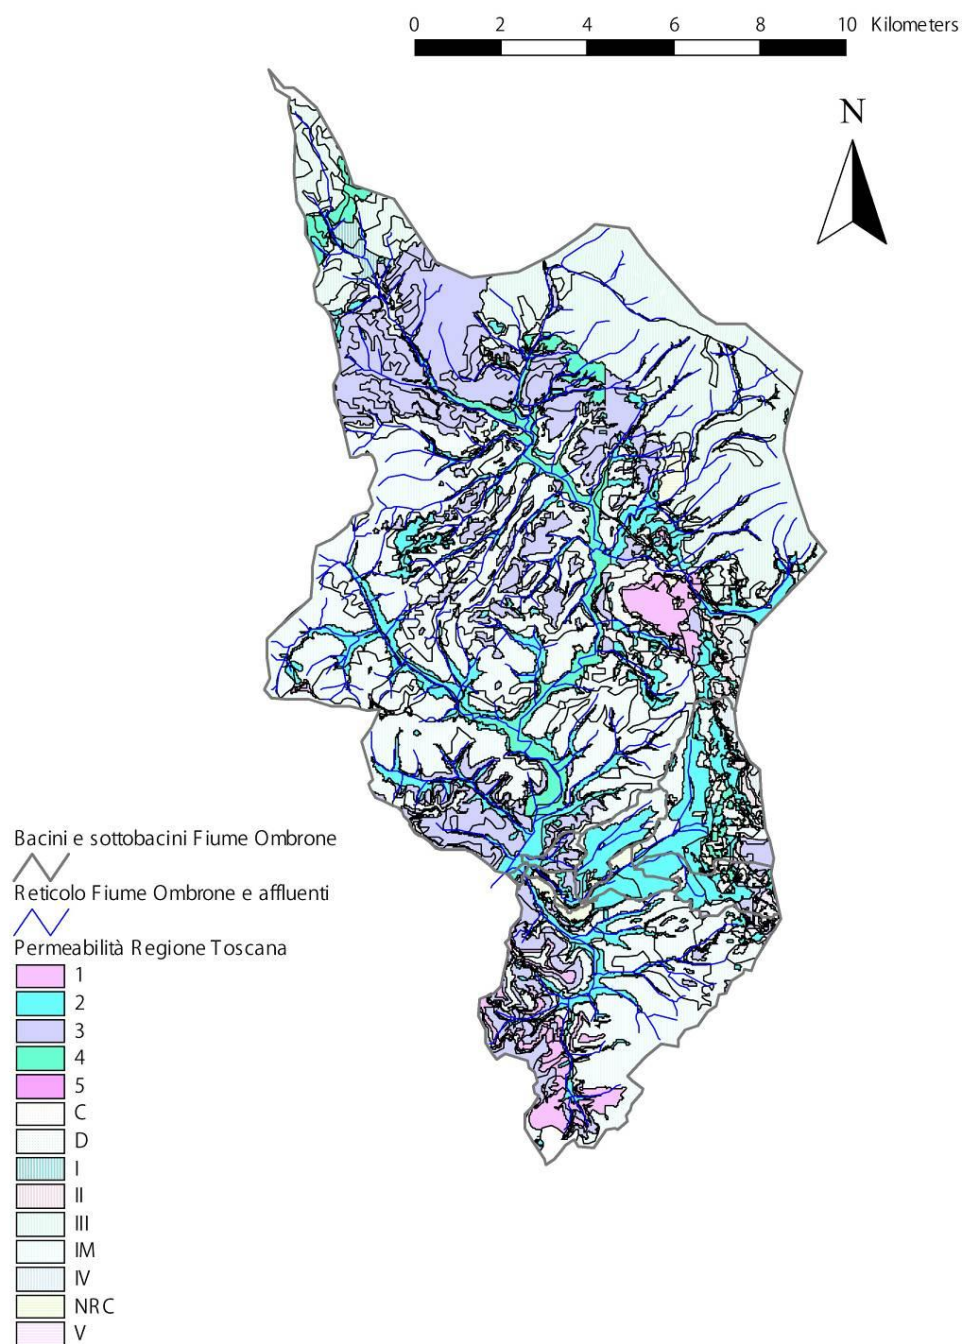 0 2 4 6 8 10 Kilometers
N
Bacini e sottobacini Fiume Ombrone
Reticolo Fiume Ombrone e affluenti
Permeabilità Regione Toscana
1
2
3
4
5
C
D
I
II
III
IM
IV
NRC
V